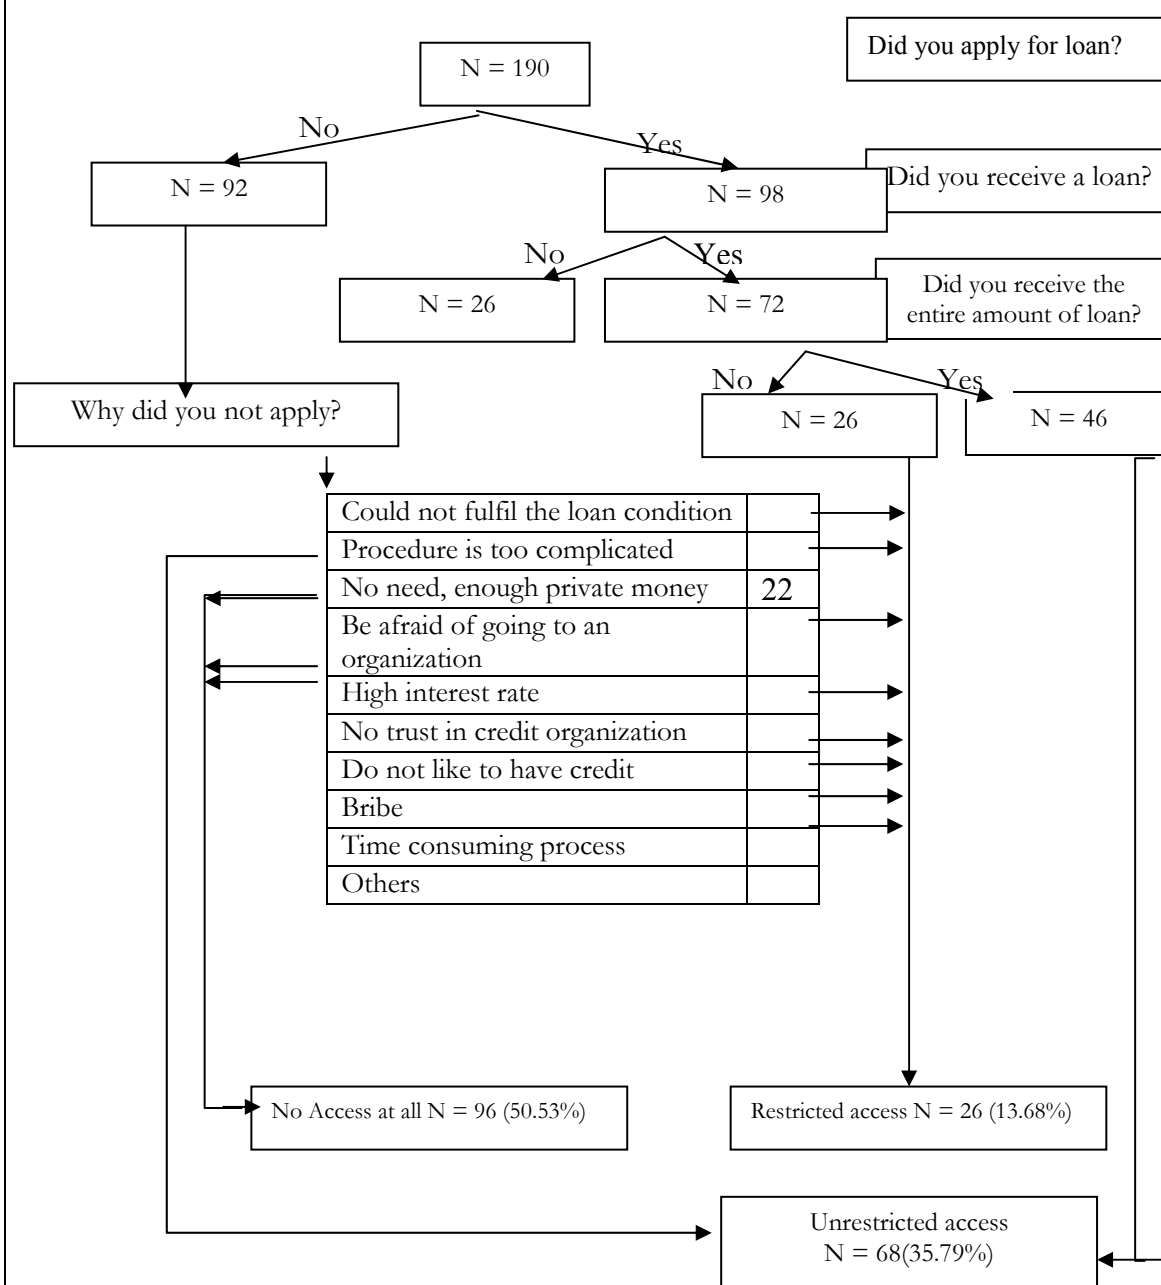 Did you apply for loan?
N = 190
No
Yes
N = 92
N = 98
Did you receive a loan?
No
Yes
N = 26
N = 72
Did you receive the
entire amount of loan?
No
Yes
Why did you not apply?
N = 26
N = 46
Could not fulfil the loan condition
Procedure is too complicated
No need, enough private money 22
Be afraid of going to an
organization
High interest rate
No trust in credit organization
Do not like to have credit
Bribe
Time consuming process
Others
No Access at all N = 96 (50.53%)
Restricted access N = 26 (13.68%)
Unrestricted access
N = 68(35.79%)